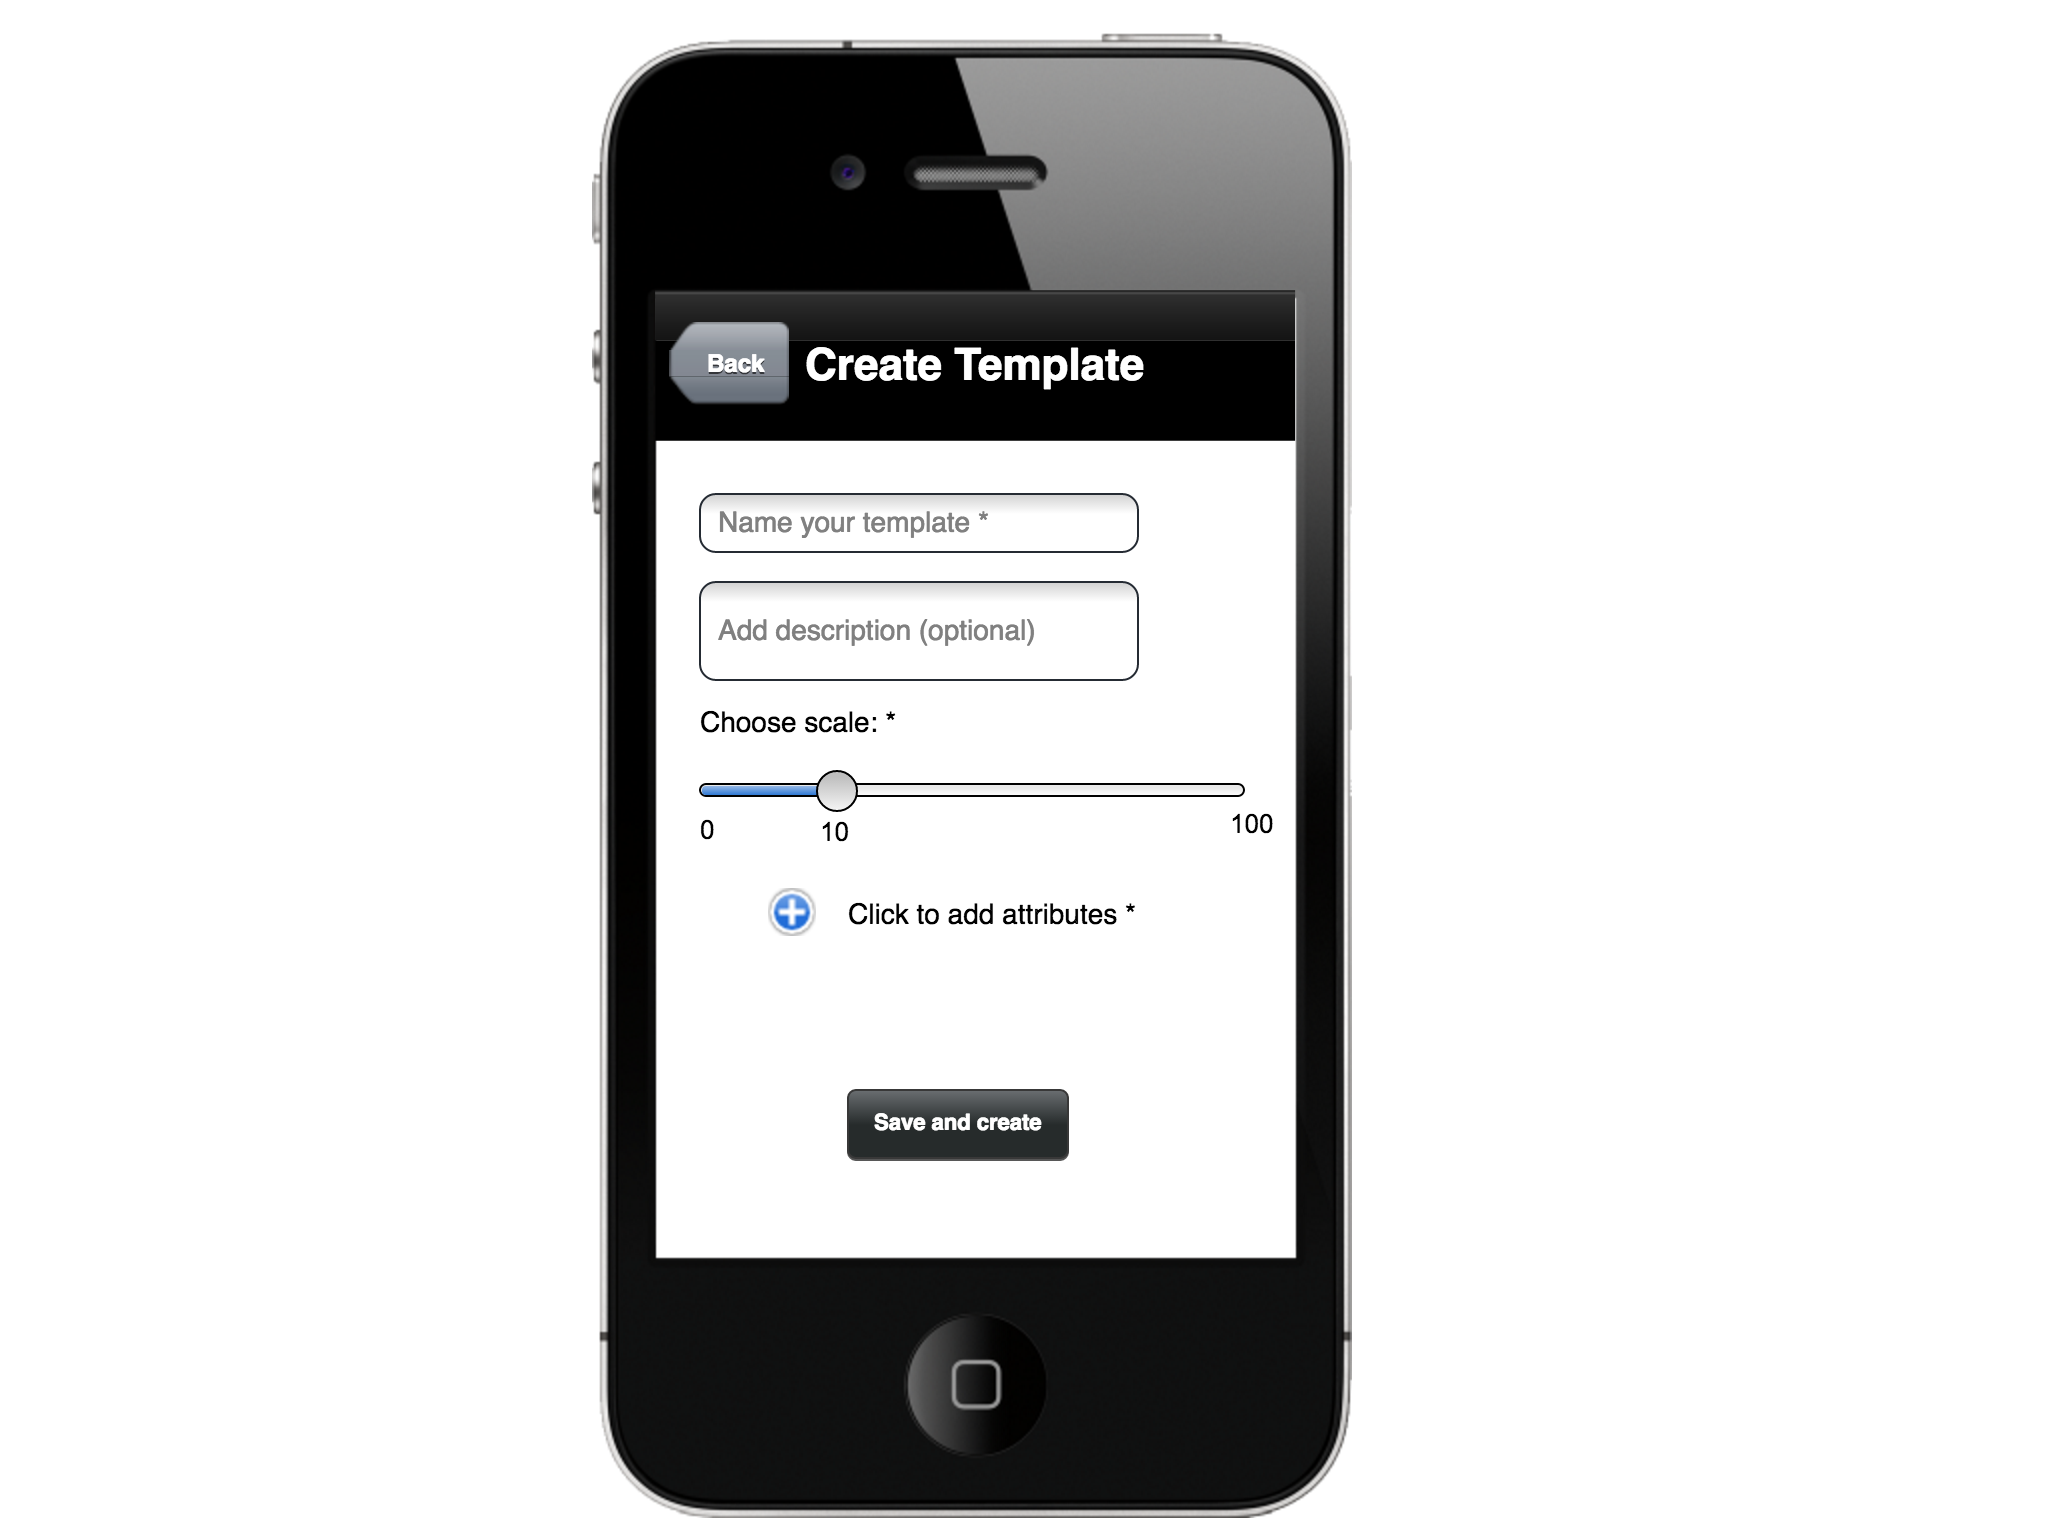 Back
Create Template
Name your template *
Add description (optional)
Choose scale: *
0
10
100
Click to add attributes *
Save and create